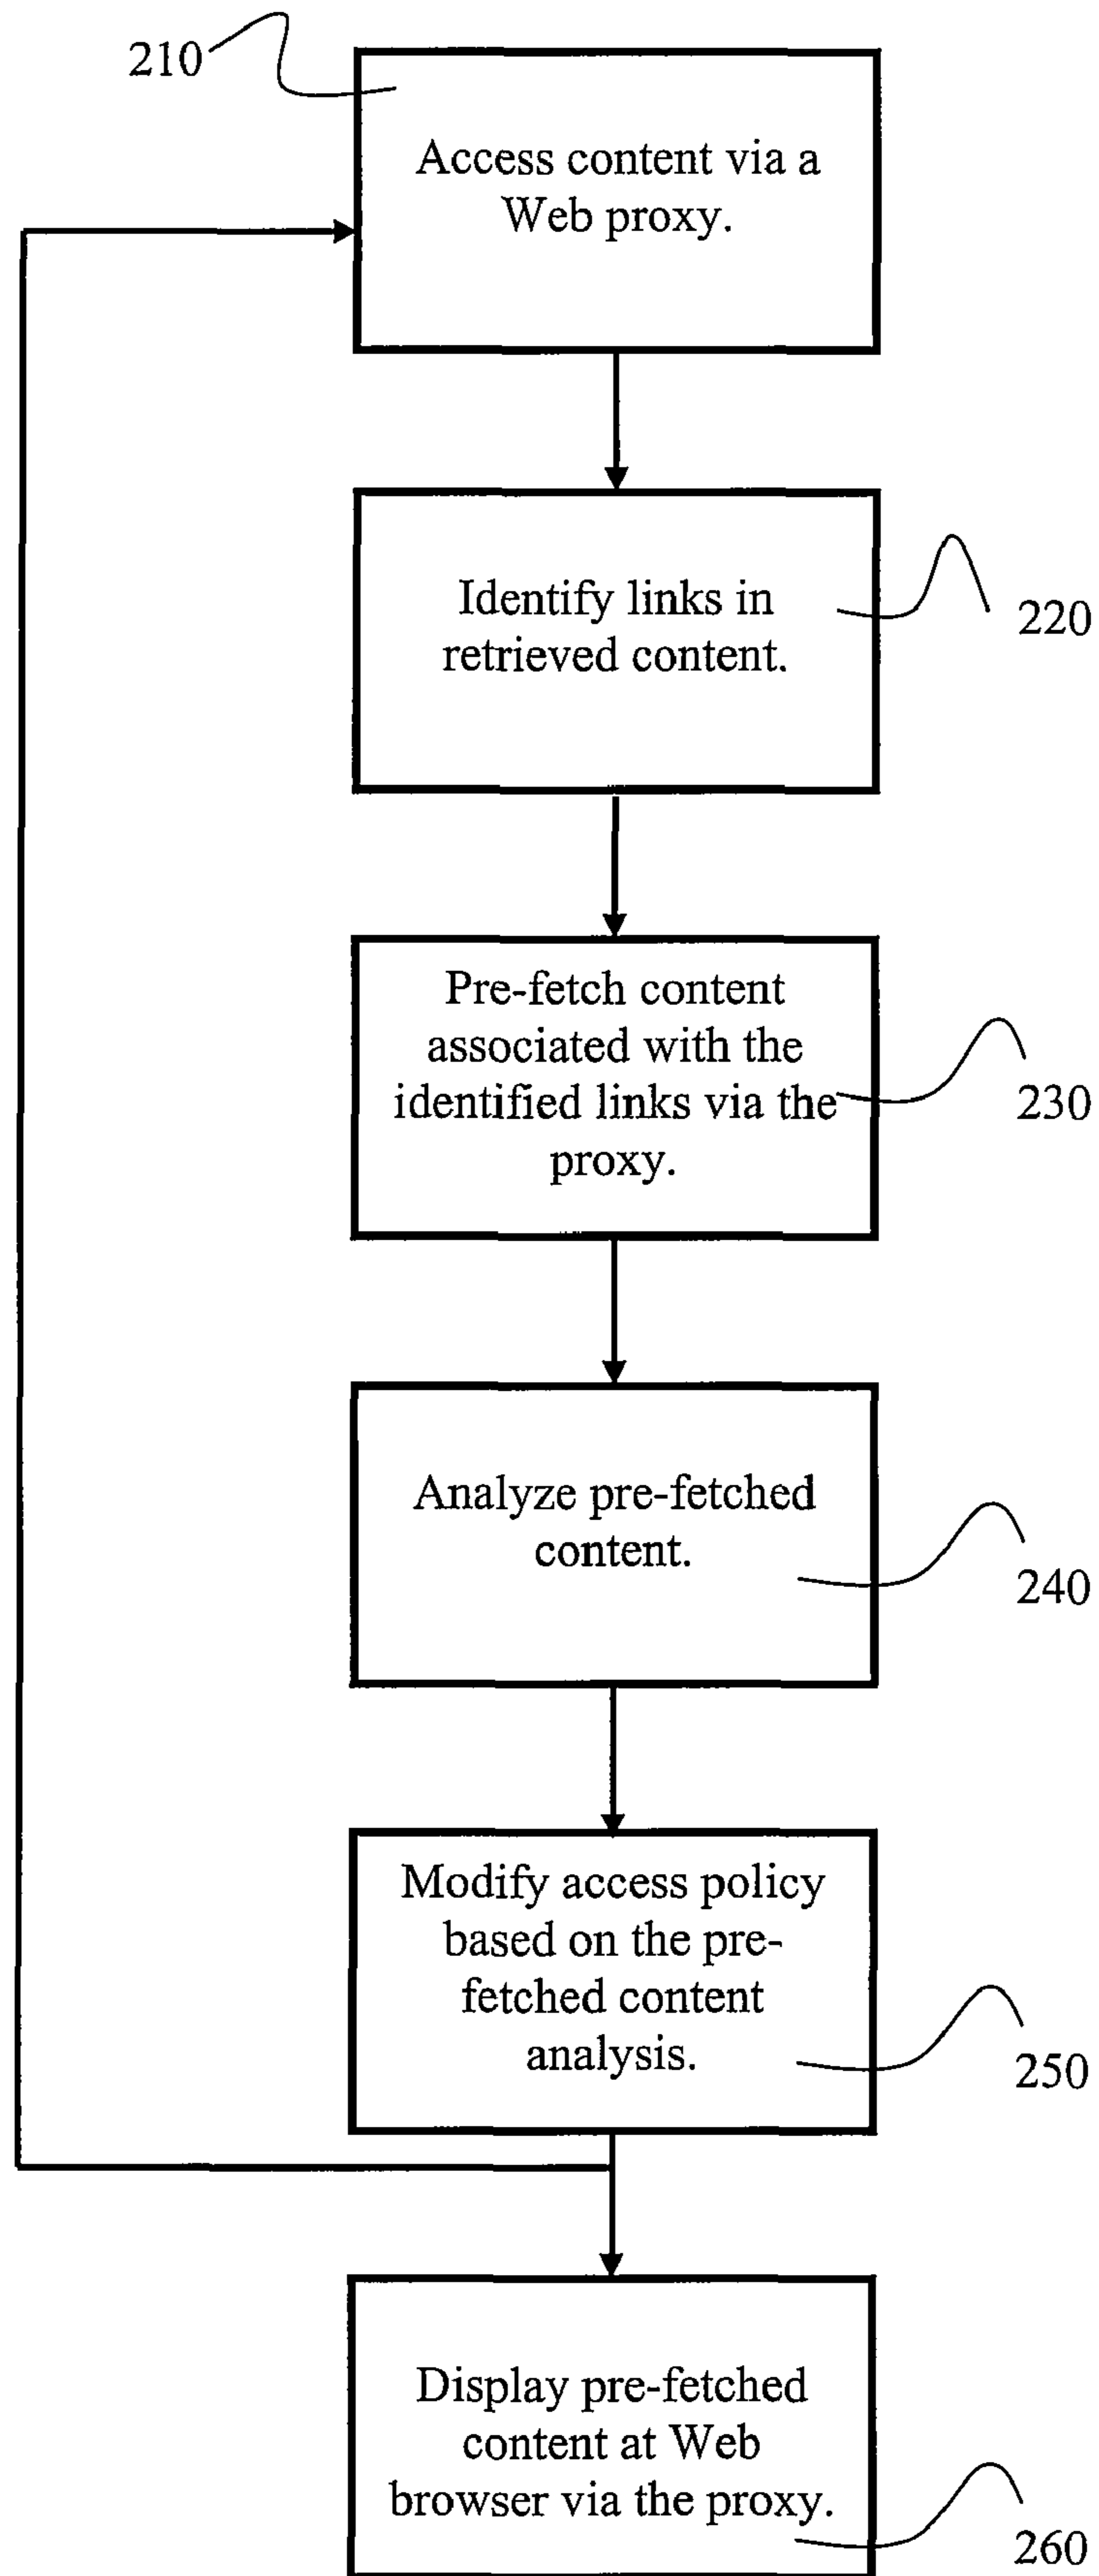 210
Access content via a
Web proxy.
Identify links in
retrieved content.
220
Pre-fetch content
associated with the
identified links via the
proxy.
230
Analyze pre-fetched
content.
240
Modify access policy
based on the pre-
fetched content
analysis.
250
Display pre-fetched
content at Web
browser via the proxy.
260